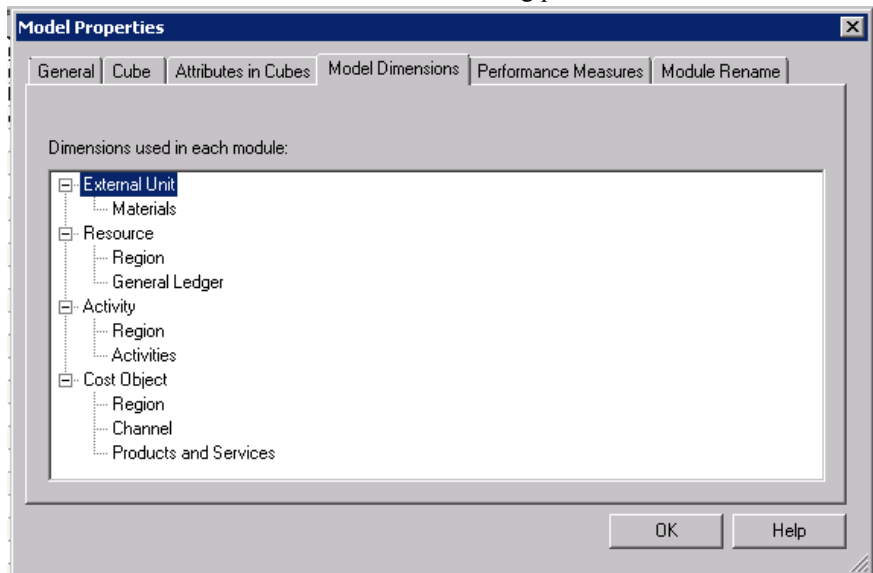 Model Properties
General Cube Attributes in Cubes Model Dimensions Performance Measures Module Rename
Dimensions used in each module:
External Unit
Materials
Resource
Region
General Ledger
Activity
Region
Activities
Cost Object
Region
Channel
Products and Services
OK Help